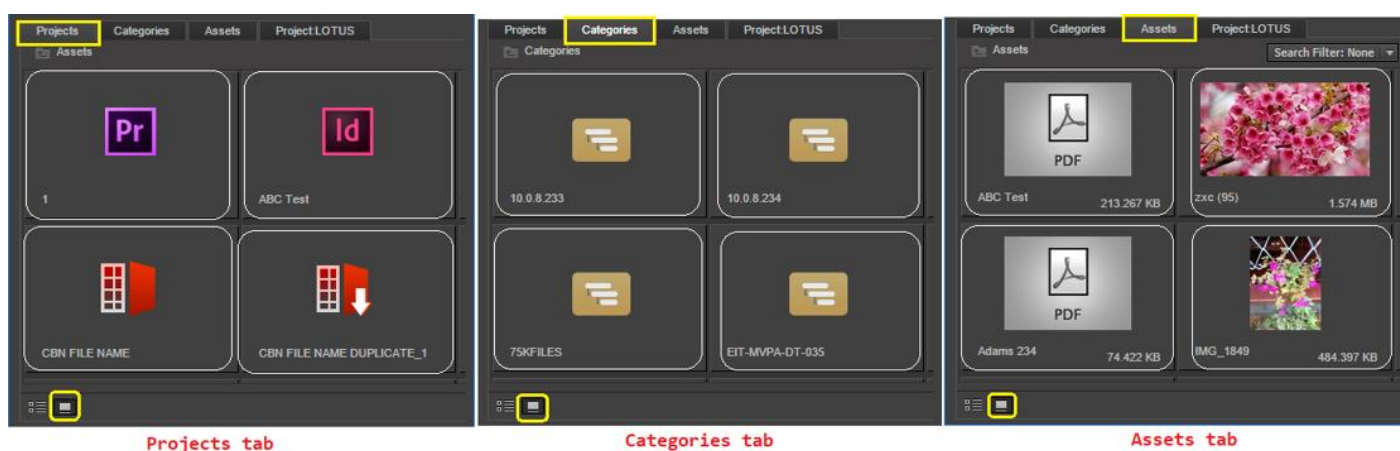 Projects Categories Assets Project:LOTUS
Assets
Pr
Id
1
ABC Test
CBN FILE NAME
CBN FILE NAME DUPLICATE_1
Projects tab
Projects Categories Assets Project:LOTUS
Categories
10.0.8.233
10.0.8.234
75KFILES
EIT-MVPA-DT-035
Categories tab
Projects Categories Assets Project:LOTUS
Assets
Search Filter: None
PDF
ABC Test 213.267 KB
zxc (95) 1.574 MB
PDF
Adams 234 74.422 KB
IMG_1849 484.397 KB
Assets tab